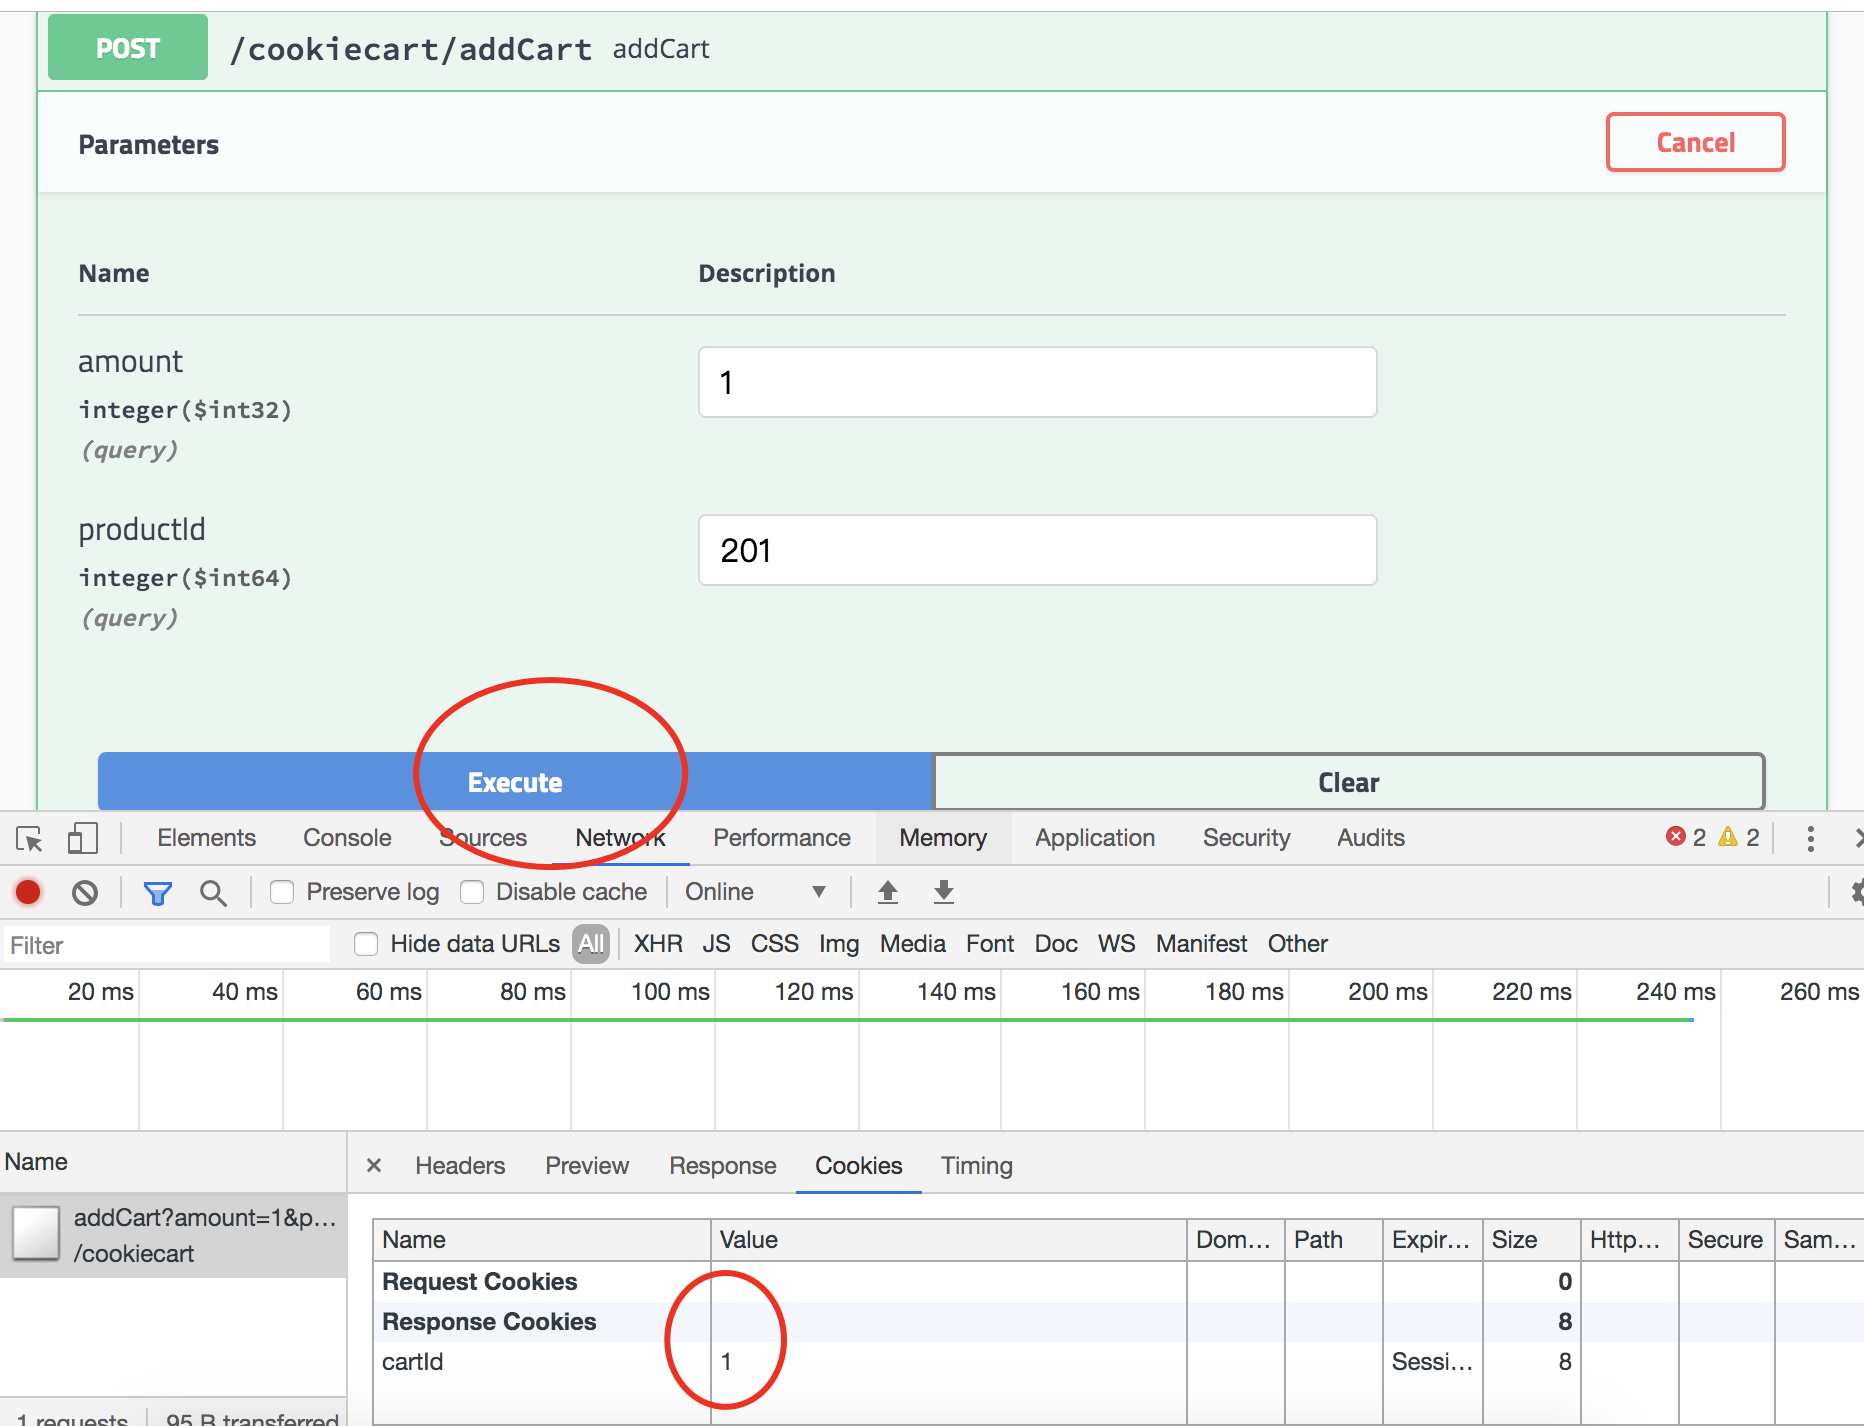 POST /cookiecart/addCart addCart
Parameters Cancel
Name Description
amount
integer($int32)
(query)
1
productId
integer($int64)
(query)
201
Execute Clear
Elements Console Sources Network Performance Memory Application Security Audits 2 2
Preserve log Disable cache Online
Filter Hide data URLs All XHR JS CSS Img Media Font Doc WS Manifest Other
20 ms 40 ms 60 ms 80 ms 100 ms 120 ms 140 ms 160 ms 180 ms 200 ms 220 ms 240 ms 260 ms
Name
addCart?amount=1&p...
/cookiecart
× Headers Preview Response Cookies Timing
Name Value Dom... Path Expir... Size Http... Secure Sam...
Request Cookies 0
Response Cookies 8
cartId 1 Sessi... 8
1 requests 95 B transferred